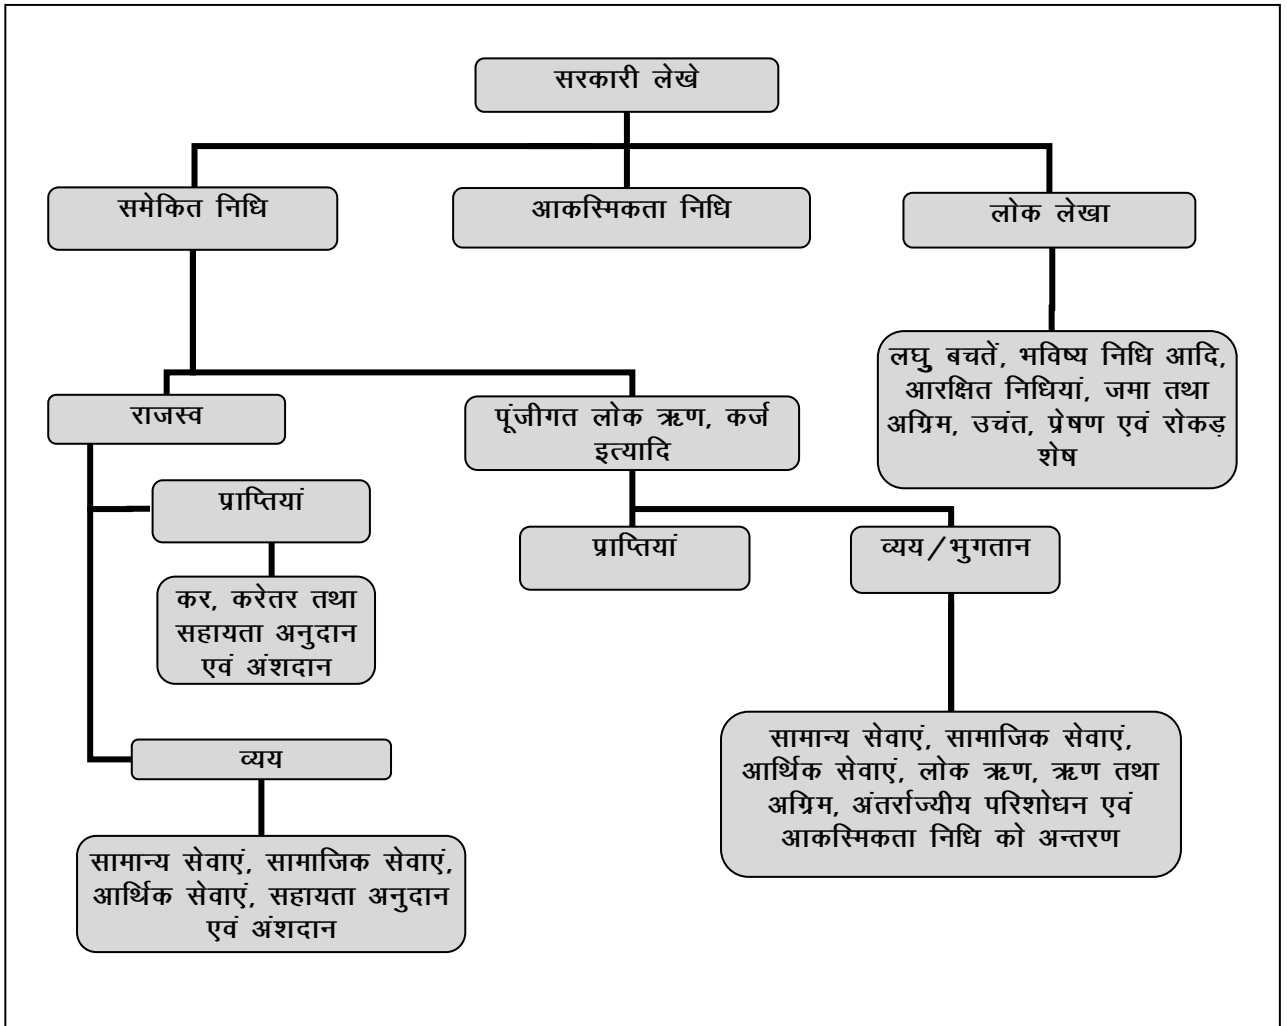 सरकारी लेखे
समेकित निधि
आकस्मिकता निधि
लोक लेखा
लघु बचतें, भविष्य निधि आदि,
आरक्षित निधियां, जमा तथा
अग्रिम, उचंत, प्रेषण एवं रोकड़
शेष
राजस्व
पूंजीगत लोक ऋण, कर्ज
इत्यादि
प्राप्तियां
प्राप्तियां
व्यय/भुगतान
कर, करेतर तथा
सहायता अनुदान
एवं अंशदान
सामान्य सेवाएं, सामाजिक सेवाएं,
आर्थिक सेवाएं, लोक ऋण, ऋण तथा
अग्रिम, अंतर्राज्यीय परिशोधन एवं
आकस्मिकता निधि को अन्तरण
व्यय
सामान्य सेवाएं, सामाजिक सेवाएं,
आर्थिक सेवाएं, सहायता अनुदान
एवं अंशदान